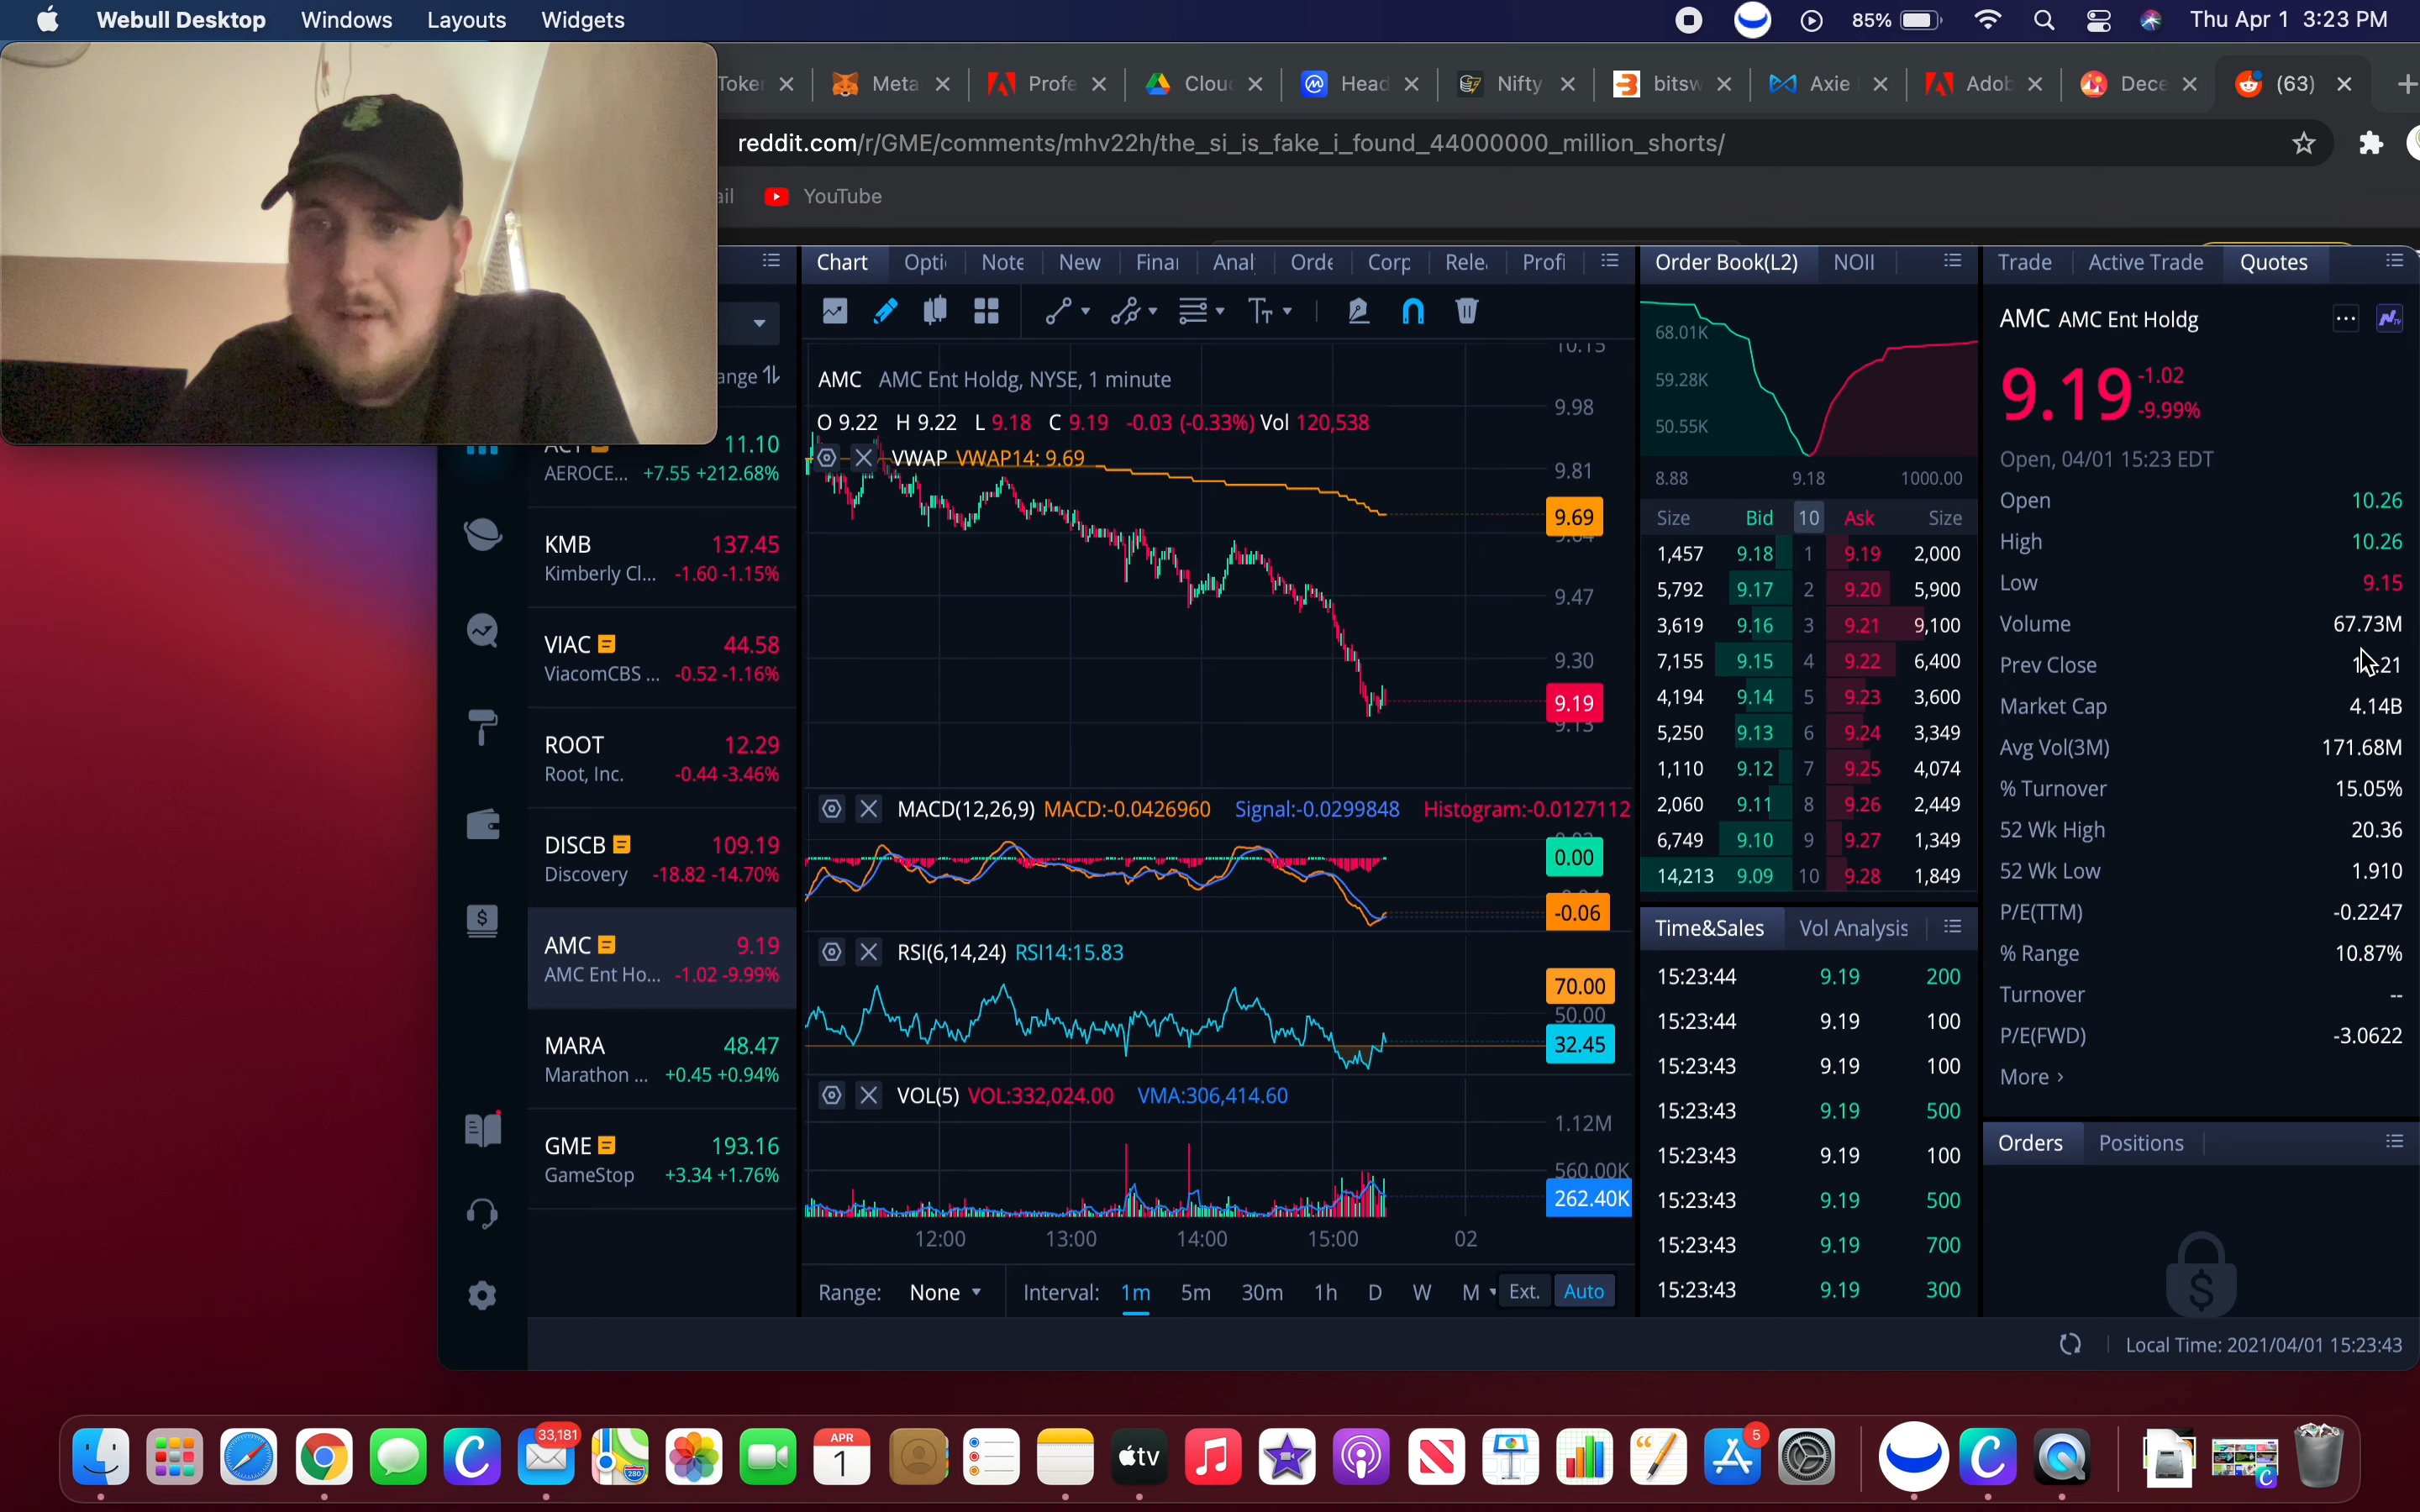 Webull Desktop Windows Layouts Widgets 85% Thu Apr 1 3:23 PM
Meta Profe Head Nifty bitsw Axie Adob Dece (63)
reddit.com/r/GME/comments/mhv22h/the_si_is_fake_i_found_44000000_million_shorts/
YouTube
Chart Opti Note New Finar Anal Orde Corp Rele Profi Order Book(L2) NOII Trade Active Trade Quotes
AMC AMC Ent Holdg
9.19 -1.02
-9.99%
Open, 04/01 15:23 EDT
Open 10.26
High 10.26
Low 9.15
Volume 67.73M
Prev Close
Market Cap 4.14B
Avg Vol(3M) 171.68M
% Turnover 15.05%
52 Wk High 20.36
52 Wk Low 1.910
P/E(TTM) -0.2247
% Range 10.87%
Turnover --
P/E(FWD) -3.0622
More ›
Orders Positions
11.10
AEROCE... +7.55 +212.68%
KMB 137.45
Kimberly Cl... -1.60 -1.15%
VIAC 44.58
ViacomCBS ... -0.52 -1.16%
ROOT 12.29
Root, Inc. -0.44 -3.46%
DISCB 109.19
Discovery -18.82 -14.70%
AMC 9.19
AMC Ent Ho... -1.02 -9.99%
MARA 48.47
Marathon ... +0.45 +0.94%
GME 193.16
GameStop +3.34 +1.76%
AMC AMC Ent Holdg, NYSE, 1 minute
O 9.22 H 9.22 L 9.18 C 9.19 -0.03 (-0.33%) Vol 120,538
VWAP VWAP14: 9.69
10.15
9.98
9.81
9.69
9.64
9.47
9.30
9.19
9.13
MACD(12,26,9) MACD:-0.0426960 Signal:-0.0299848 Histogram:-0.0127112
0.00
-0.06
RSI(6,14,24) RSI14:15.83
70.00
50.00
32.45
VOL(5) VOL:332,024.00 VMA:306,414.60
1.12M
560.00K
262.40K
12:00 13:00 14:00 15:00 02
Range: None Interval: 1m 5m 30m 1h D W M Ext. Auto
68.01K
59.28K
50.55K
8.88 9.18 1000.00
Size Bid 10 Ask Size
1,457 9.18 1 9.19 2,000
5,792 9.17 2 9.20 5,900
3,619 9.16 3 9.21 9,100
7,155 9.15 4 9.22 6,400
4,194 9.14 5 9.23 3,600
5,250 9.13 6 9.24 3,349
1,110 9.12 7 9.25 4,074
2,060 9.11 8 9.26 2,449
6,749 9.10 9 9.27 1,349
14,213 9.09 10 9.28 1,849
Time&Sales Vol Analysis
15:23:44 9.19 200
15:23:44 9.19 100
15:23:43 9.19 100
15:23:43 9.19 500
15:23:43 9.19 100
15:23:43 9.19 500
15:23:43 9.19 700
15:23:43 9.19 300
Local Time: 2021/04/01 15:23:43
33,181
APR
1
280
tv
5